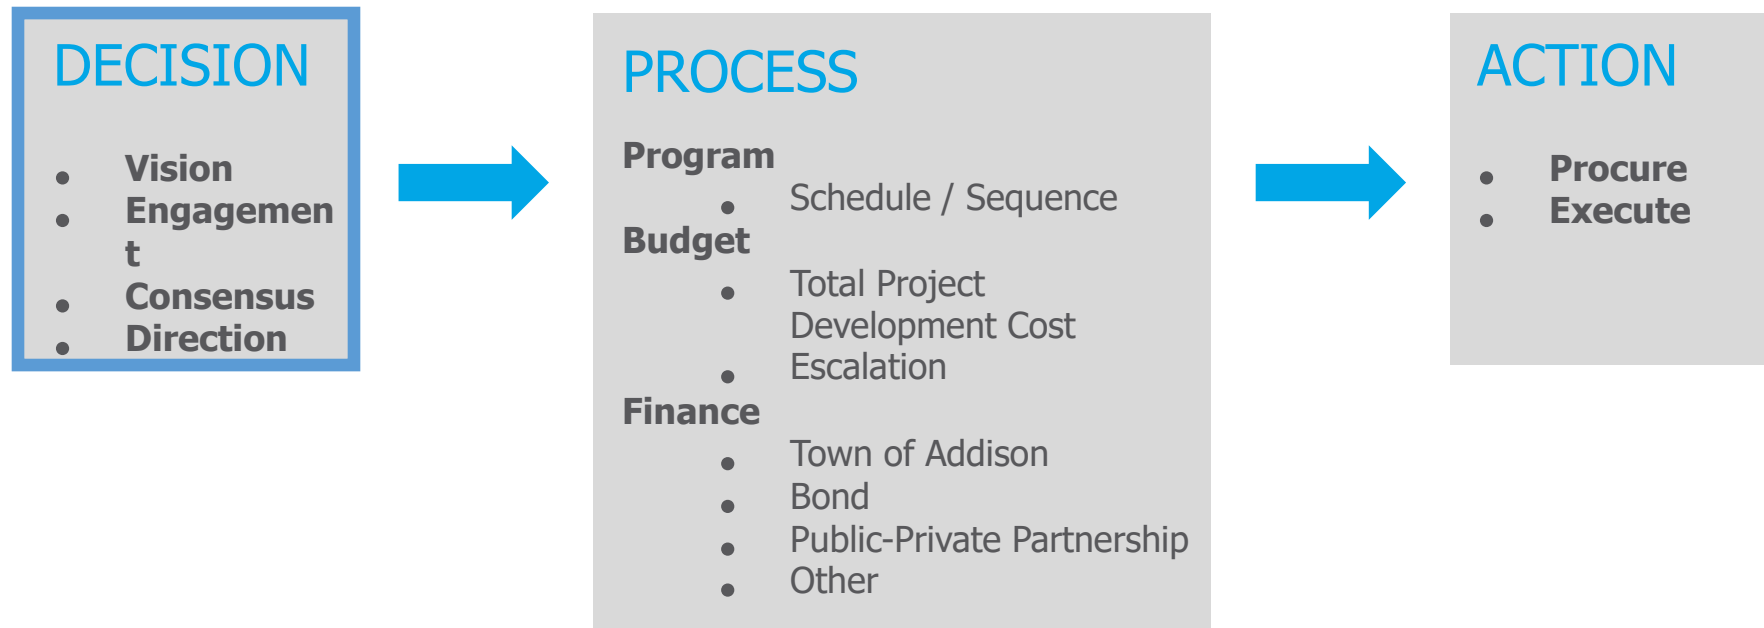 DECISION
• Vision
• Engagemen
t
• Consensus
• Direction
PROCESS
Program
• Schedule / Sequence
Budget
• Total Project
Development Cost
• Escalation
Finance
• Town of Addison
• Bond
• Public-Private Partnership
• Other
ACTION
• Procure
• Execute